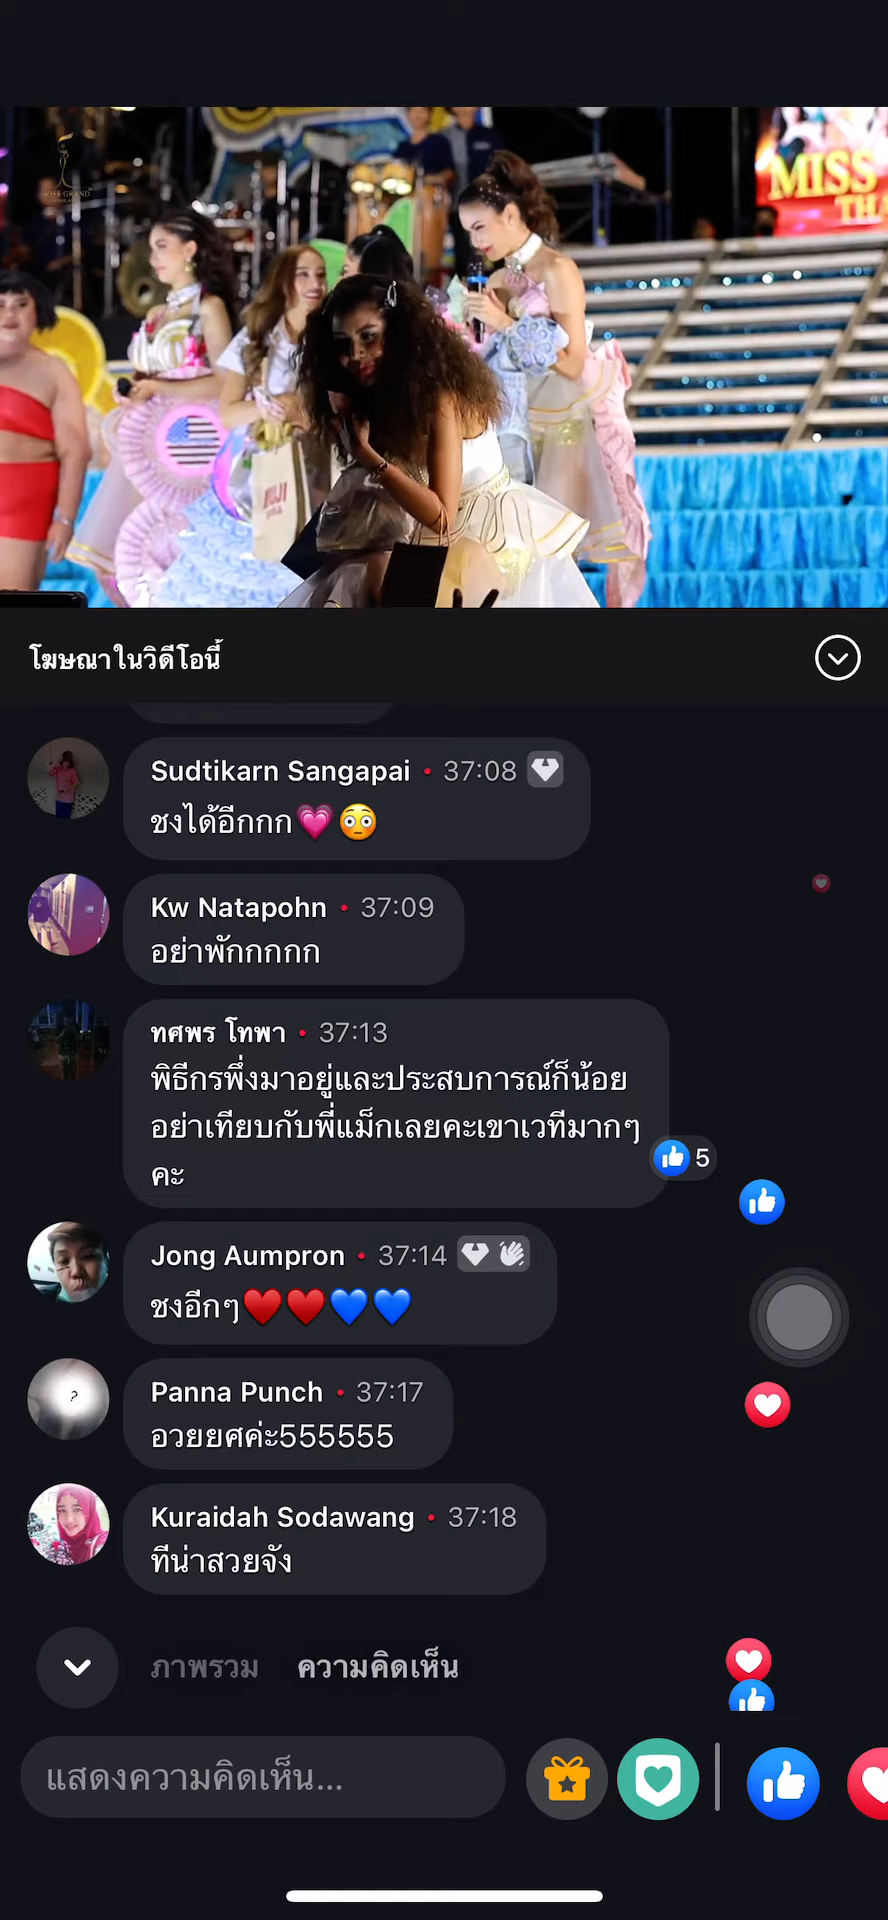 MISS GRAND
MISS
THA
MUJI
โฆษณาในวิดีโอนี้
Sudtikarn Sangapai • 37:08
ชงได้อีกกก💗😳
Kw Natapohn • 37:09
อย่าพักกกกก
ทศพร โทพา • 37:13
พิธีกรพึ่งมาอยู่และประสบการณ์ก็น้อย
อย่าเทียบกับพี่แม็กเลยคะเขาเวทีมากๆ
คะ
5
Jong Aumpron • 37:14
ชงอีกๆ❤️❤️💙💙
?
Panna Punch • 37:17
อวยยศค่ะ555555
Kuraidah Sodawang • 37:18
ทีน่าสวยจัง
ภาพรวม
ความคิดเห็น
แสดงความคิดเห็น...